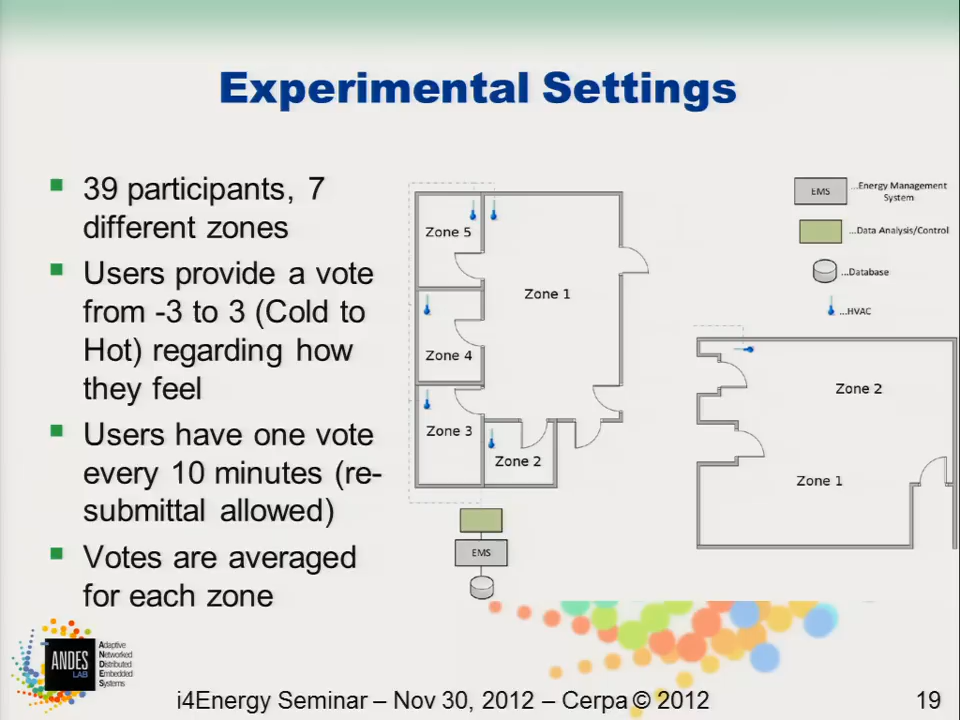 Experimental Settings
39 participants, 7
different zones
Users provide a vote
from -3 to 3 (Cold to
Hot) regarding how
they feel
Users have one vote
every 10 minutes (re-
submittal allowed)
Votes are averaged
for each zone
Zone 5
Zone 1
Zone 4
Zone 3
Zone 2
EMS
EMS
...Energy Management
System
...Data Analysis/Control
...Database
...HVAC
Zone 2
Zone 1
ANDES
LAB
Adaptive
Networked
Distributed
Embedded
Systems
i4Energy Seminar – Nov 30, 2012 – Cerpa © 2012
19